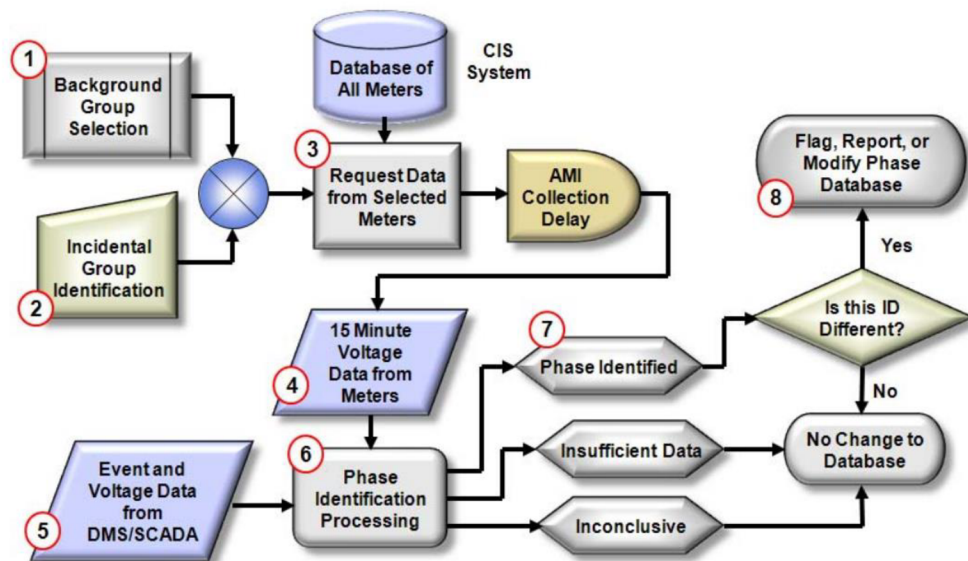 1
Background
Group
Selection
2
Incidental
Group
Identification
Database of
All Meters
CIS
System
3
Request Data
from Selected
Meters
AMI
Collection
Delay
4
15 Minute
Voltage
Data from
Meters
5
Event and
Voltage Data
from
DMS/SCADA
6
Phase
Identification
Processing
7
Phase Identified
Insufficient Data
Inconclusive
Is this ID
Different?
Yes
No
8
Flag, Report, or
Modify Phase
Database
No Change to
Database